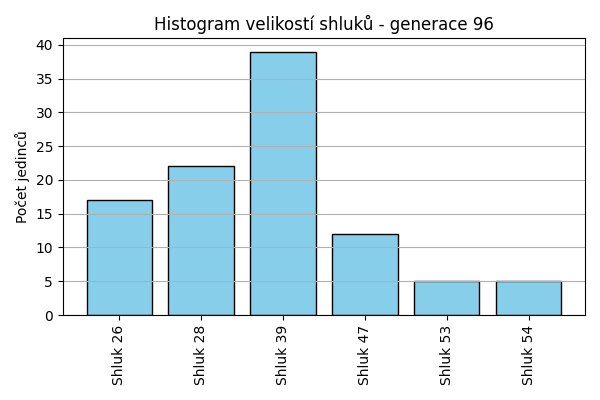 Histogram velikostí shluků - generace 96
Počet jedinců
40
35
30
25
20
15
10
5
0
Shluk 26
Shluk 28
Shluk 39
Shluk 47
Shluk 53
Shluk 54